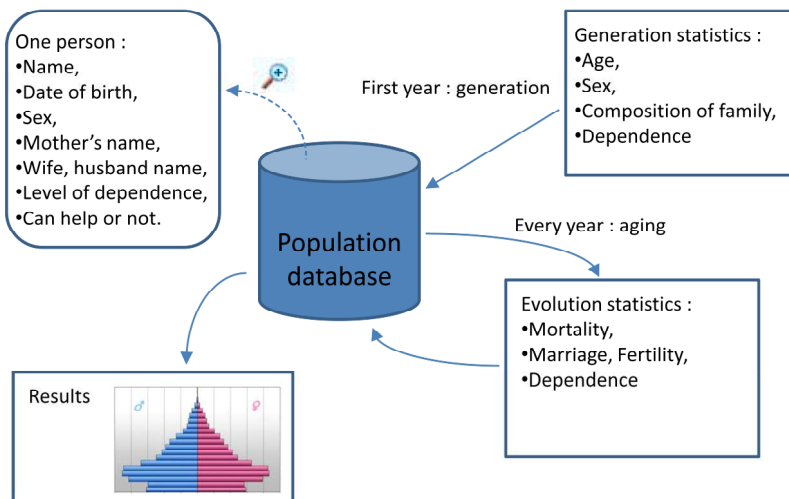 One person :
•Name,
•Date of birth,
•Sex,
•Mother's name,
•Wife, husband name,
•Level of dependence,
•Can help or not.
First year : generation
Generation statistics :
•Age,
•Sex,
•Composition of family,
•Dependence
Population
database
Every year : aging
Evolution statistics :
•Mortality,
•Marriage, Fertility,
•Dependence
Results